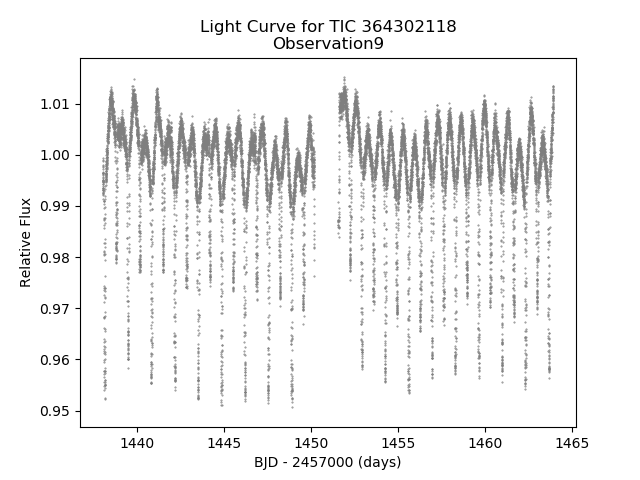 Light Curve for TIC 364302118
Observation9
1.01
1.00
0.99
0.98
0.97
0.96
0.95
Relative Flux
1440 1445 1450 1455 1460 1465
BJD - 2457000 (days)